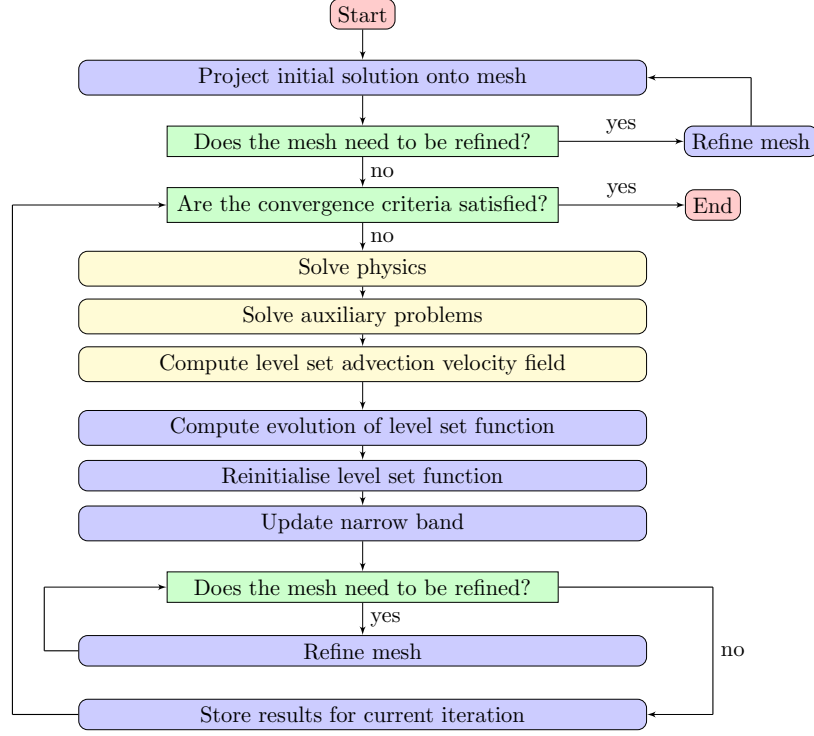 Start
Project initial solution onto mesh
Does the mesh need to be refined?
yes
Refine mesh
no
Are the convergence criteria satisfied?
yes
End
no
Solve physics
Solve auxiliary problems
Compute level set advection velocity field
Compute evolution of level set function
Reinitialise level set function
Update narrow band
Does the mesh need to be refined?
yes
Refine mesh
no
Store results for current iteration